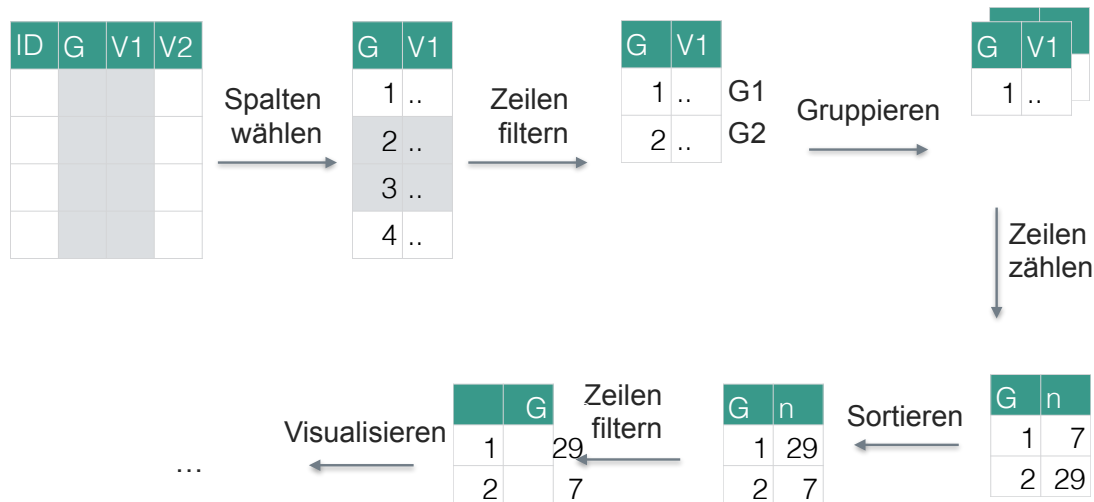 ID G V1 V2
Spalten
wählen
G V1
1 ..
2 ..
3 ..
4 ..
Zeilen
filtern
G V1
1 .. G1
2 .. G2
Gruppieren
G V1
1 ..
Zeilen
zählen
G n
1 7
2 29
Sortieren
G n
1 29
2 7
Zeilen
filtern
G
1 29
2 7
Visualisieren
...